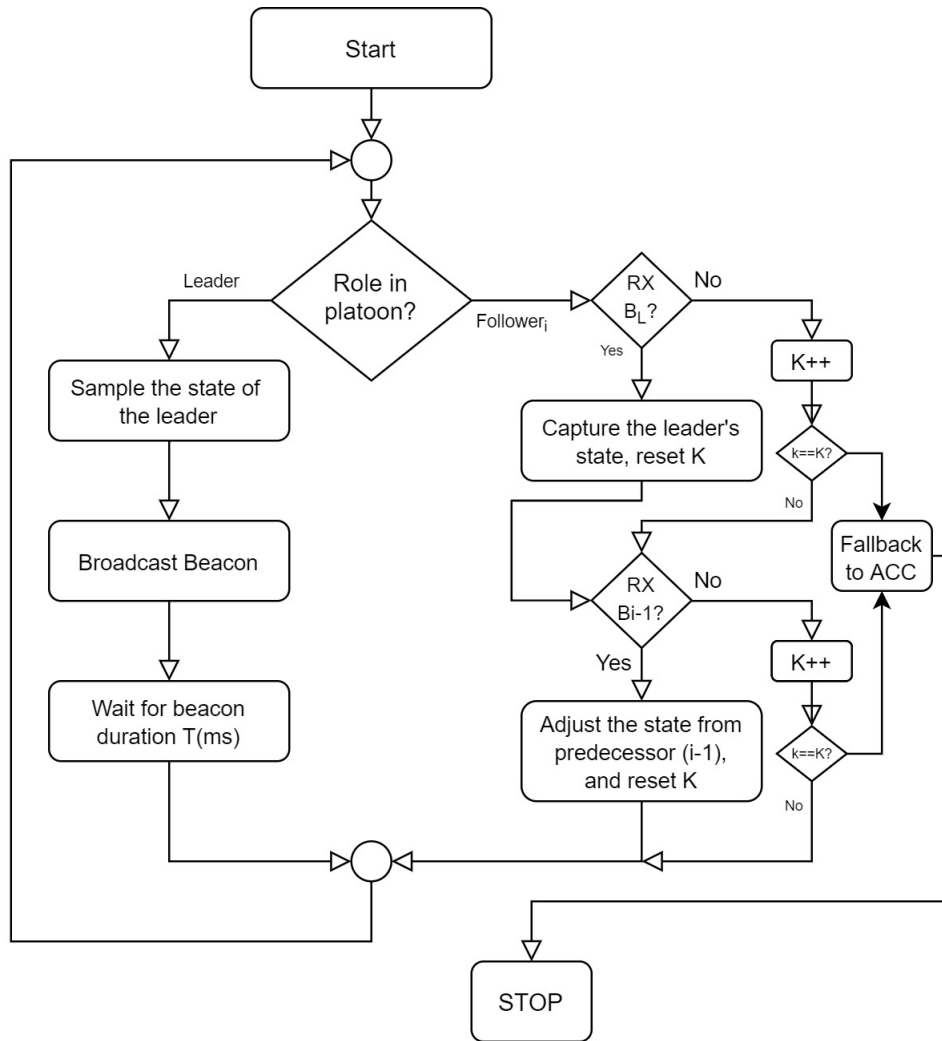 Start
Role in
platoon?
Leader
Follower_i
Sample the state of
the leader
Broadcast Beacon
Wait for beacon
duration T(ms)
RX
B_L?
No
Yes
K++
Capture the leader's
state, reset K
k==K?
No
Fallback
to ACC
RX
Bi-1?
No
Yes
K++
Adjust the state from
predecessor (i-1),
and reset K
k==K?
No
STOP